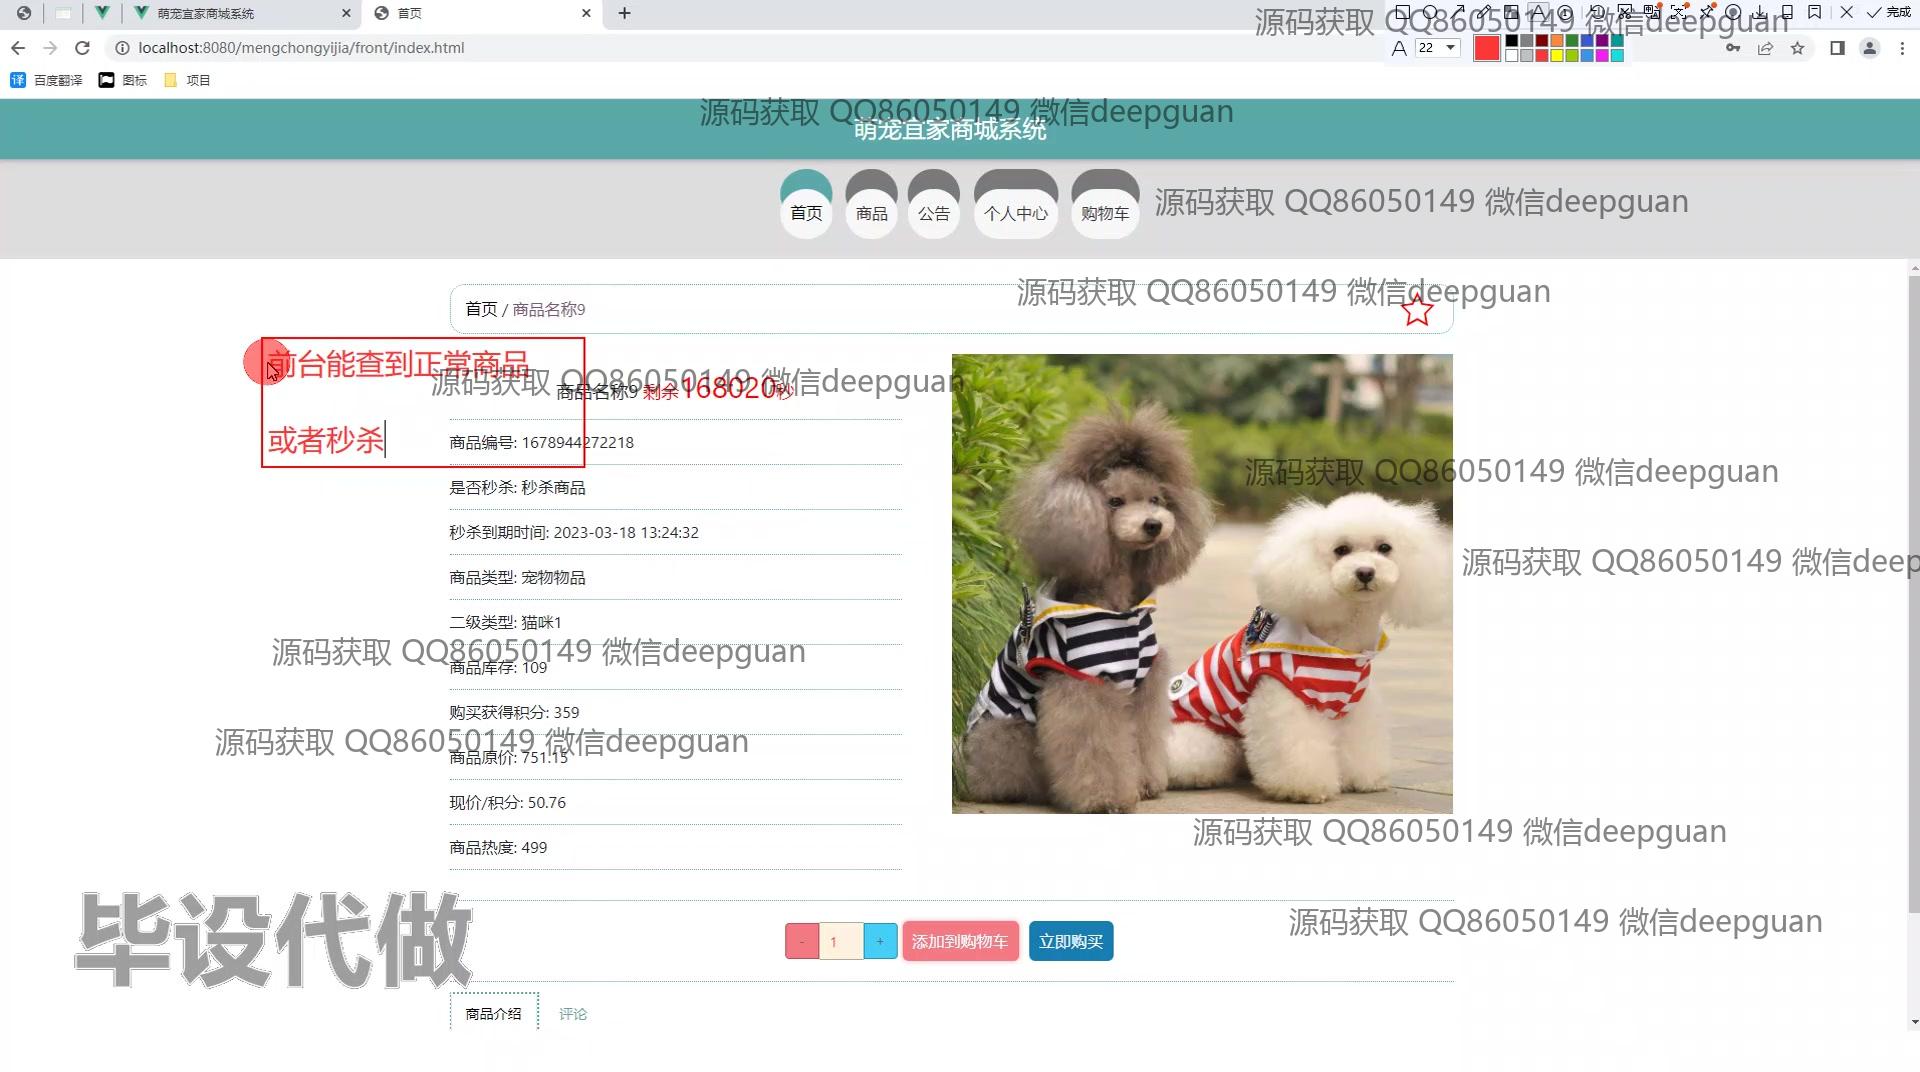 萌宠宜家商城系统
首页
完成
localhost:8080/mengchongyijia/front/index.html
22
译 百度翻译
图标
项目
源码获取 QQ86050149 微信deepguan
源码获取 QQ86050149 微信deepguan
萌宠宜家商城系统
首页
商品
公告
个人中心
购物车
源码获取 QQ86050149 微信deepguan
源码获取 QQ86050149 微信deepguan
首页 / 商品名称9
前台能查到正常商品
或者秒杀
源码获取 QQ86050149 微信deepguan
商品名称9 剩余168020秒
商品编号: 1678944272218
源码获取 QQ86050149 微信deepguan
是否秒杀: 秒杀商品
秒杀到期时间: 2023-03-18 13:24:32
源码获取 QQ86050149 微信deep
商品类型: 宠物物品
二级类型: 猫咪1
源码获取 QQ86050149 微信deepguan
商品库存: 109
购买获得积分: 359
源码获取 QQ86050149 微信deepguan
商品原价: 751.15
现价/积分: 50.76
源码获取 QQ86050149 微信deepguan
商品热度: 499
毕设代做
源码获取 QQ86050149 微信deepguan
- 1 +
添加到购物车
立即购买
商品介绍
评论